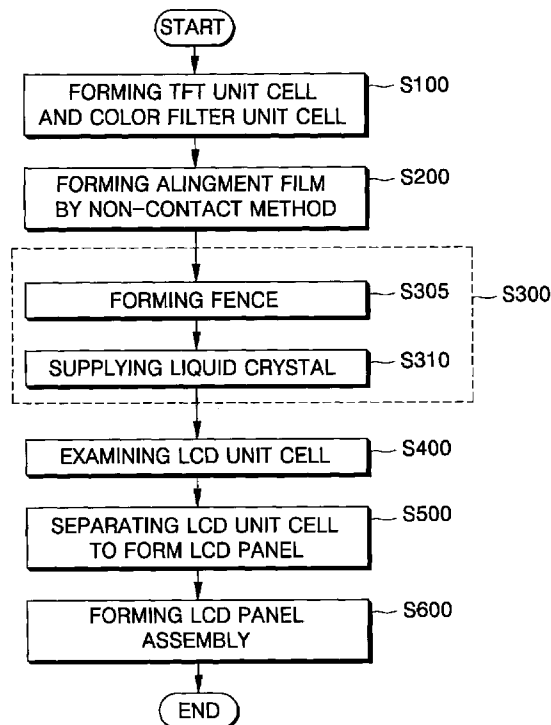 START
FORMING TFT UNIT CELL
AND COLOR FILTER UNIT CELL
S100
FORMING ALINGMENT FILM
BY NON-CONTACT METHOD
S200
FORMING FENCE
S305
S300
SUPPLYING LIQUID CRYSTAL
S310
EXAMINING LCD UNIT CELL
S400
SEPARATING LCD UNIT CELL
TO FORM LCD PANEL
S500
FORMING LCD PANEL
ASSEMBLY
S600
END